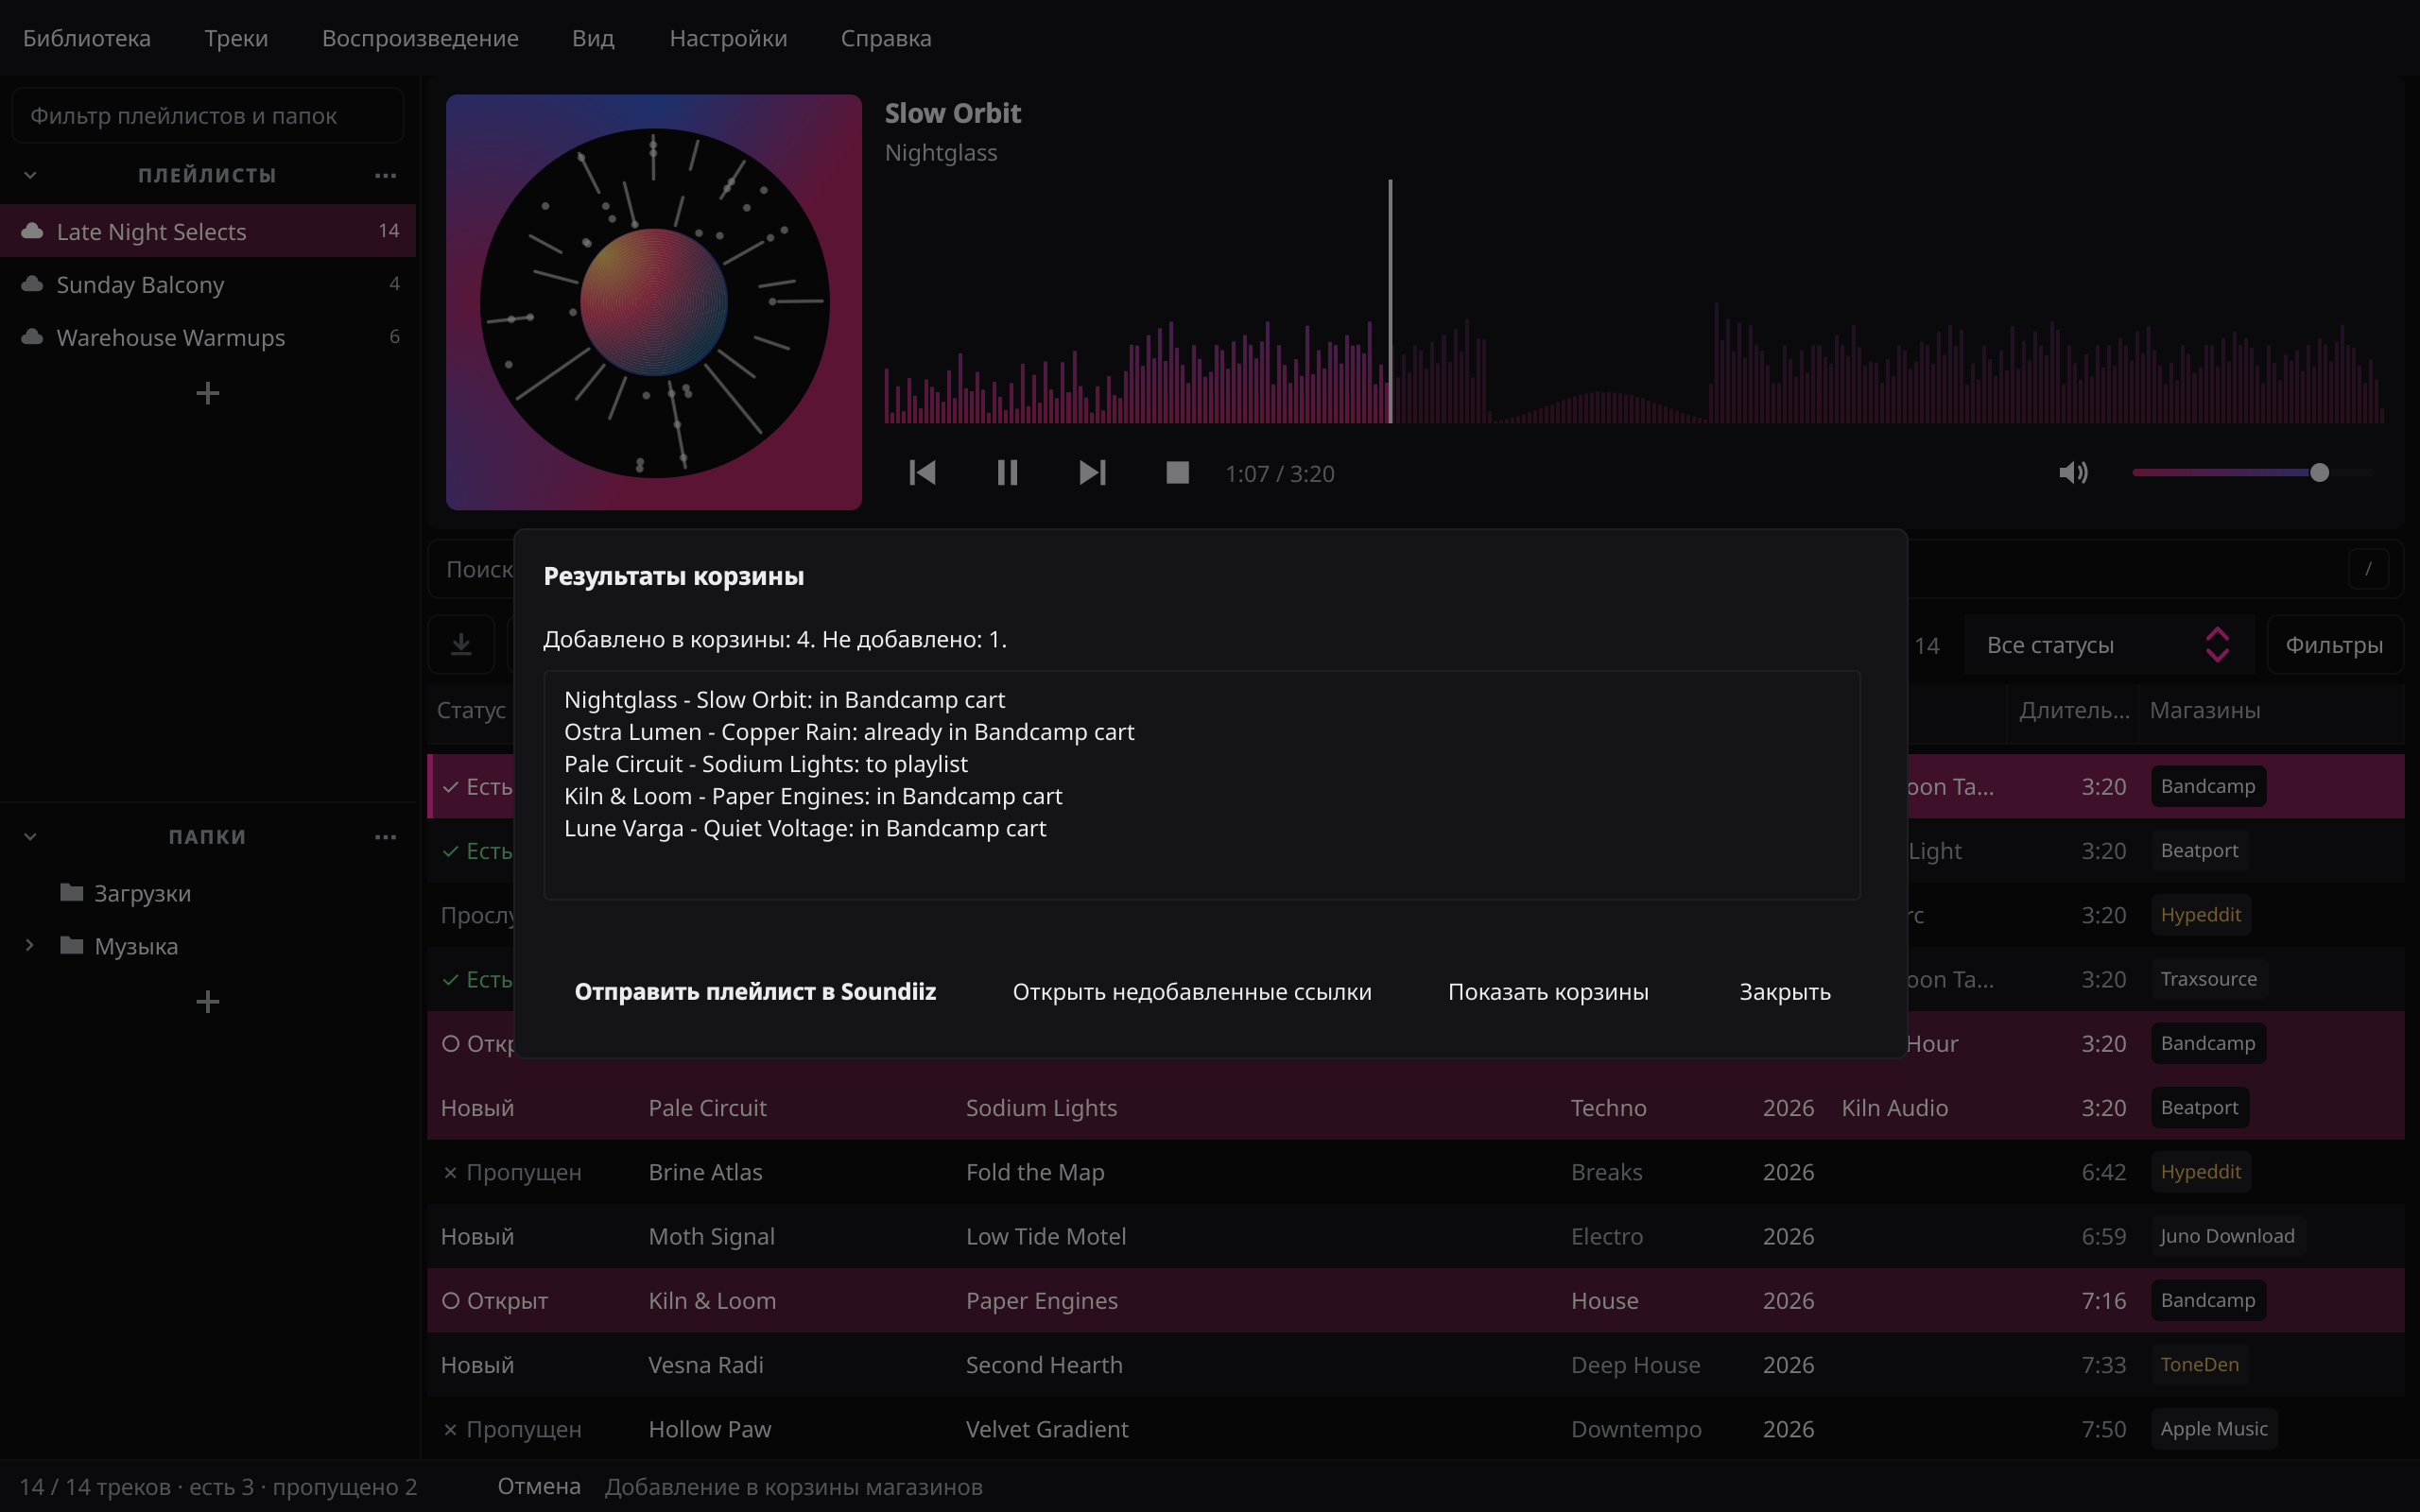 Библиотека Треки Воспроизведение Вид Настройки Справка
Фильтр плейлистов и папок
ПЛЕЙЛИСТЫ
Late Night Selects 14
Sunday Balcony 4
Warehouse Warmups 6
ПАПКИ
Загрузки
Музыка
Slow Orbit
Nightglass
1:07 / 3:20
Поиск /
14 Все статусы Фильтры
Статус Длитель... Магазины
Результаты корзины
Добавлено в корзины: 4. Не добавлено: 1.
Nightglass - Slow Orbit: in Bandcamp cart
Ostra Lumen - Copper Rain: already in Bandcamp cart
Pale Circuit - Sodium Lights: to playlist
Kiln & Loom - Paper Engines: in Bandcamp cart
Lune Varga - Quiet Voltage: in Bandcamp cart
Отправить плейлист в Soundiiz Открыть недобавленные ссылки Показать корзины Закрыть
Есть 3:20 Bandcamp
Есть Light 3:20 Beatport
3:20 Hypeddit
Есть 3:20 Traxsource
Hour 3:20 Bandcamp
Новый Pale Circuit Sodium Lights Techno 2026 Kiln Audio 3:20 Beatport
Пропущен Brine Atlas Fold the Map Breaks 2026 6:42 Hypeddit
Новый Moth Signal Low Tide Motel Electro 2026 6:59 Juno Download
Открыт Kiln & Loom Paper Engines House 2026 7:16 Bandcamp
Новый Vesna Radi Second Hearth Deep House 2026 7:33 ToneDen
Пропущен Hollow Paw Velvet Gradient Downtempo 2026 7:50 Apple Music
14 / 14 треков · есть 3 · пропущено 2 Отмена Добавление в корзины магазинов